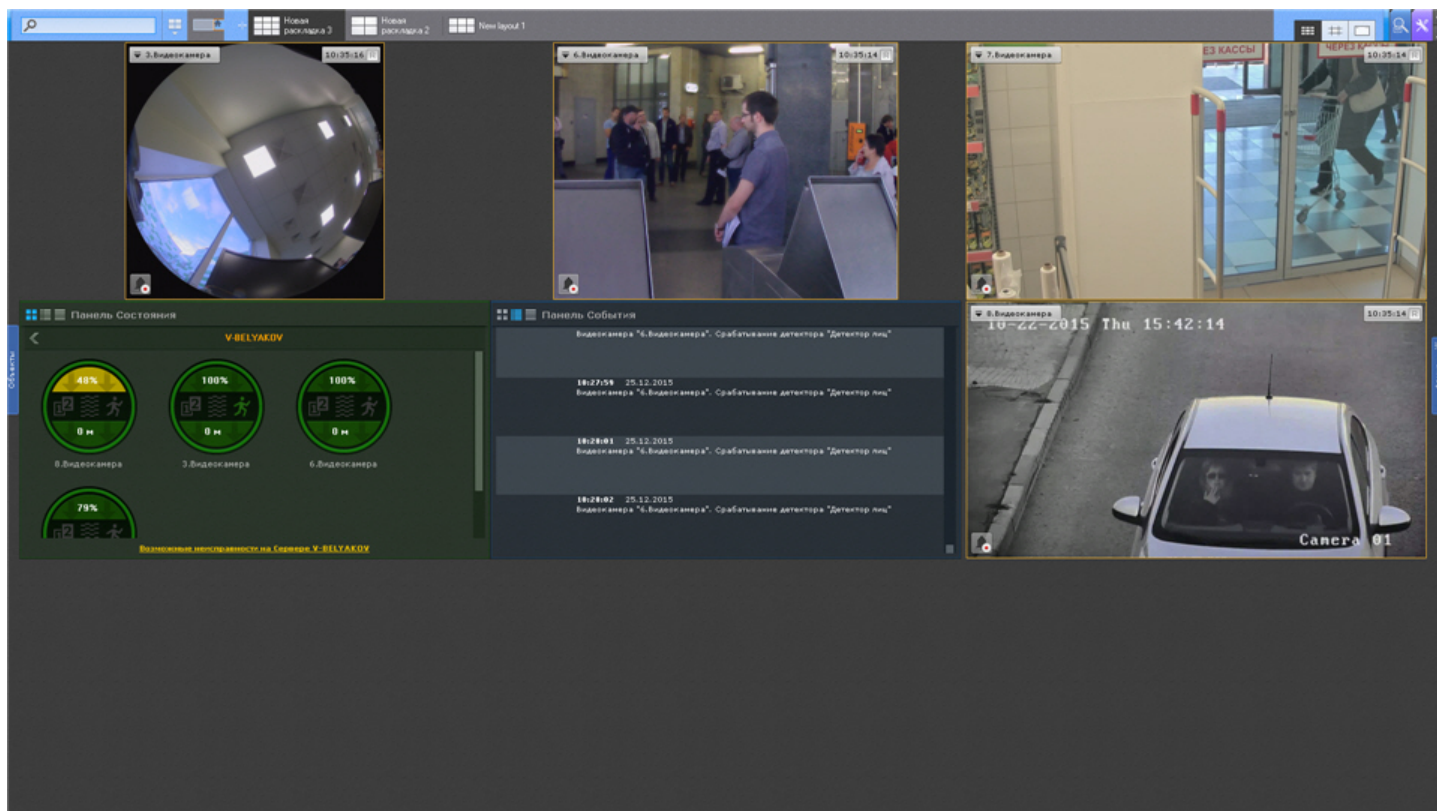 Новая
раскладка 3
Новая
раскладка 2
New layout 1
3.Видеокамера
10:35:16
6.Видеокамера
10:35:14
7.Видеокамера
10:35:14
ЕЗ КАССЫ
ЧЕРЕЗ
Панель Состояния
V-BELYAKOV
40%
0 м
8.Видеокамера
100%
0 м
3.Видеокамера
100%
0 м
6.Видеокамера
79%
Возможные неисправности на Сервере V-BELYAKOV
Панель События
Видеокамера "6.Видеокамера". Срабатывание детектора "Детектор лиц"
10:27:59 25.12.2015
Видеокамера "6.Видеокамера". Срабатывание детектора "Детектор лиц"
10:28:01 25.12.2015
Видеокамера "6.Видеокамера". Срабатывание детектора "Детектор лиц"
10:28:02 25.12.2015
Видеокамера "6.Видеокамера". Срабатывание детектора "Детектор лиц"
8.Видеокамера
10:35:14
10-22-2015 Thu 15:42:14
Camera 01
Объекты